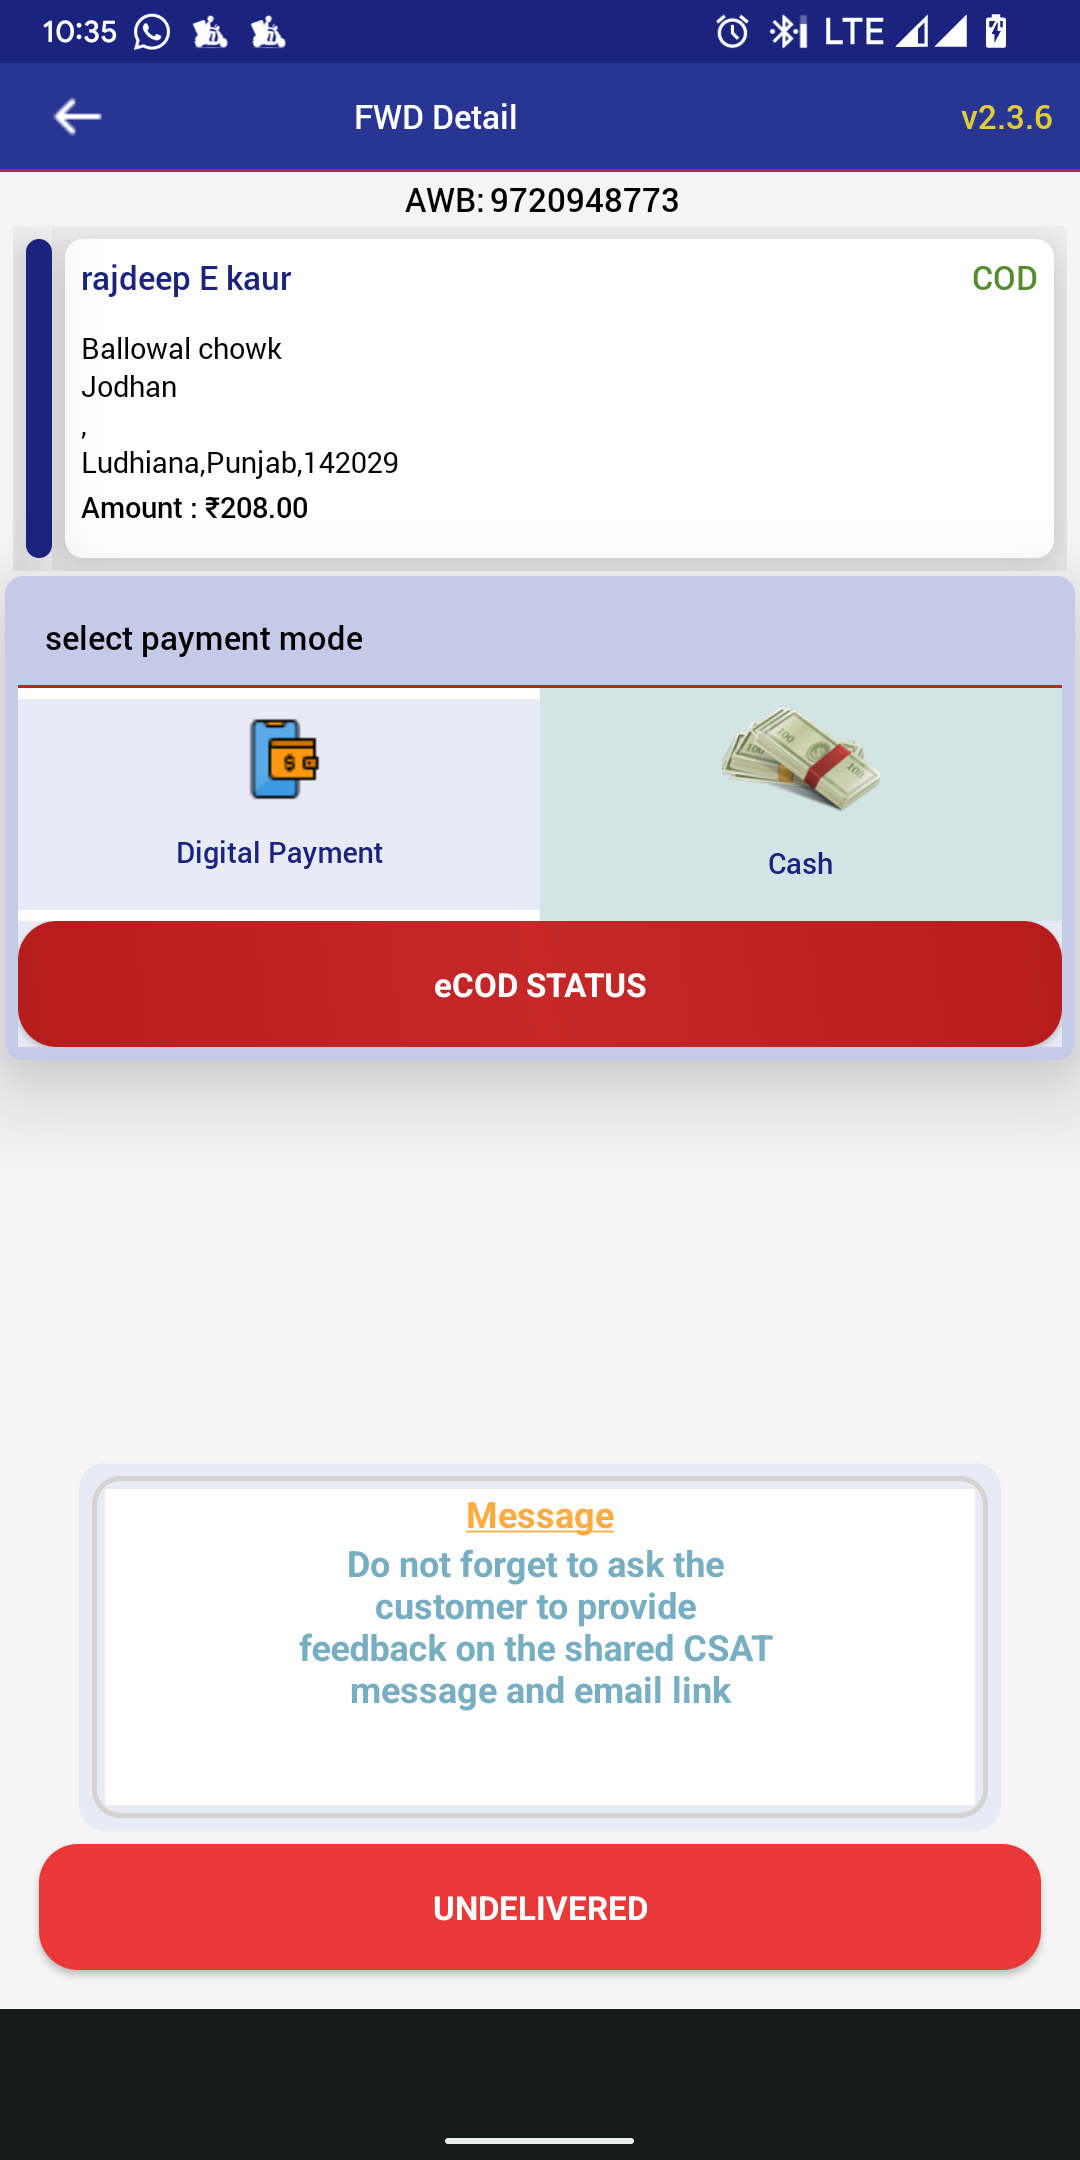 10:35 LTE
FWD Detail v2.3.6
AWB: 9720948773
rajdeep E kaur COD
Ballowal chowk
Jodhan
,
Ludhiana,Punjab,142029
Amount : ₹208.00
select payment mode
Digital Payment
Cash
eCOD STATUS
Message
Do not forget to ask the
customer to provide
feedback on the shared CSAT
message and email link
UNDELIVERED